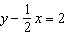 y − 1/2 x = 2